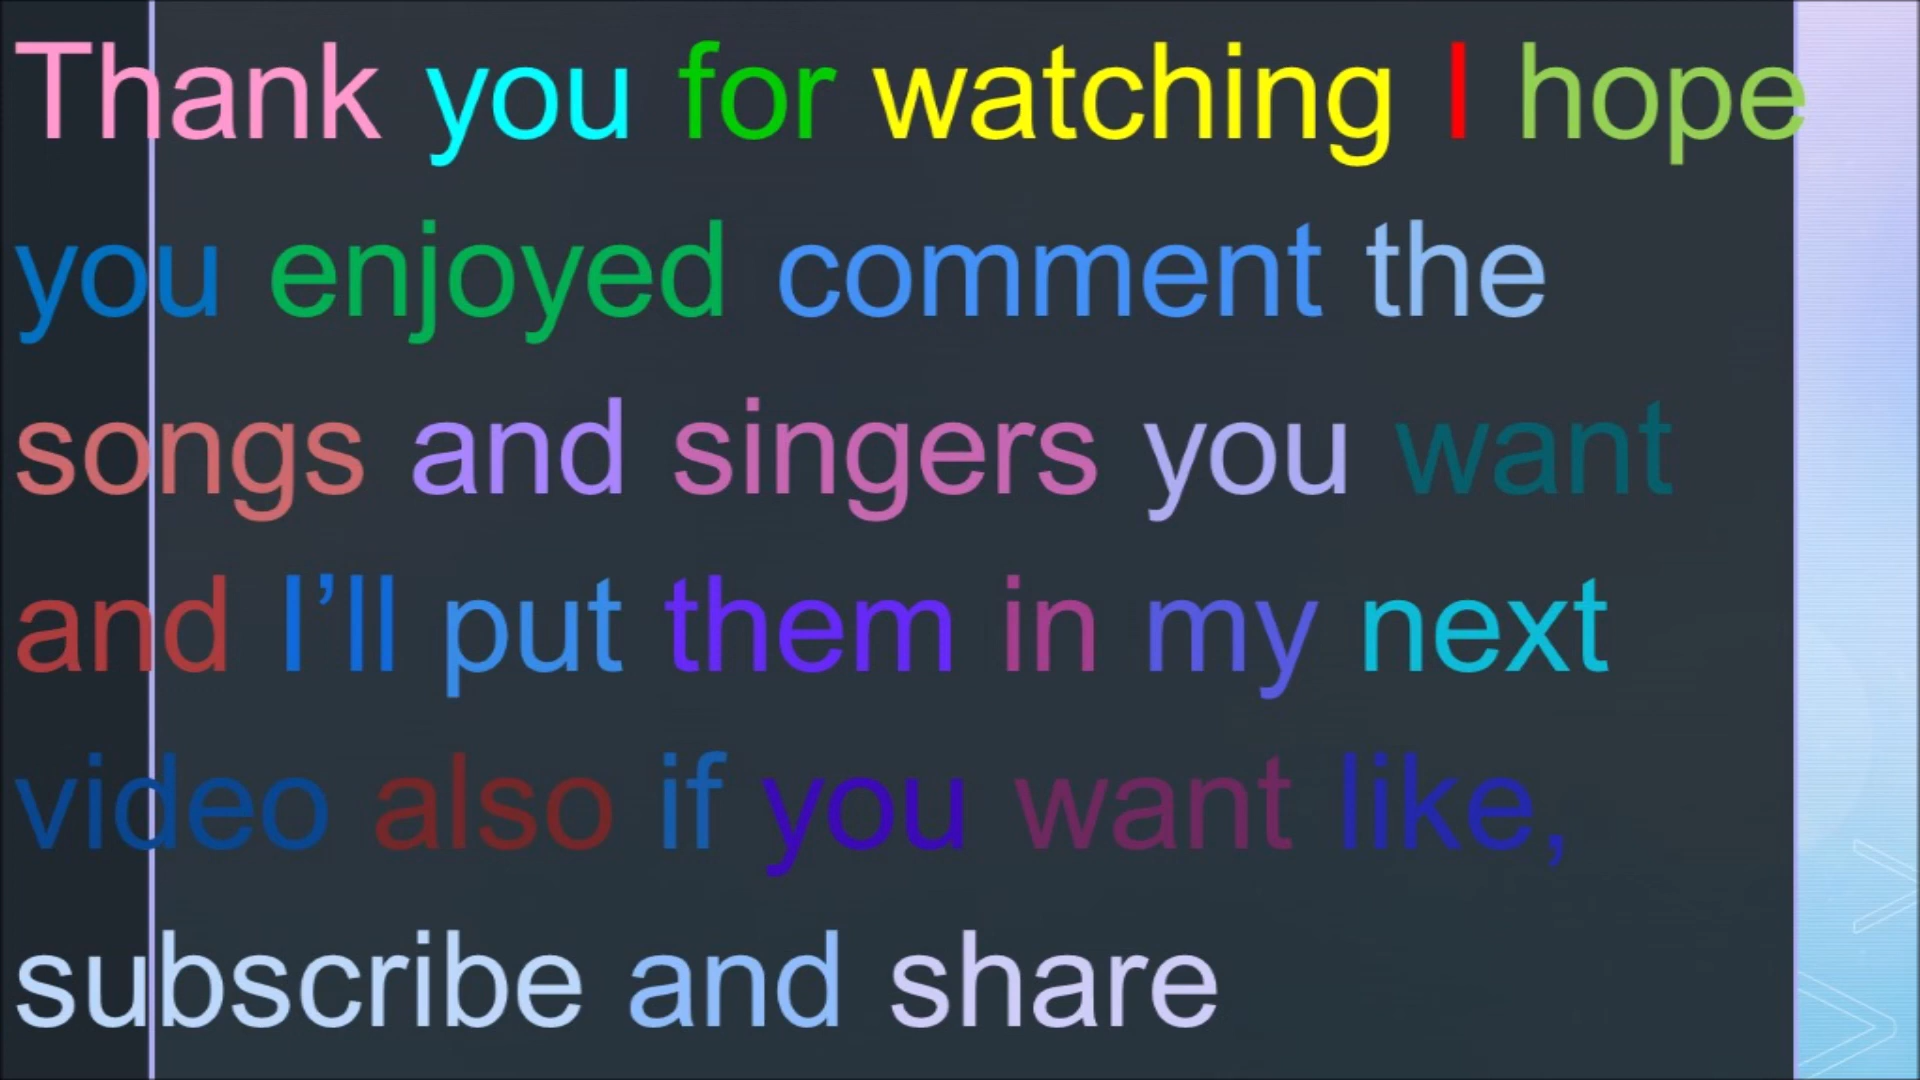 Thank you for watching I hope
you enjoyed comment the
songs and singers you want
and I’ll put them in my next
video also if you want like,
subscribe and share